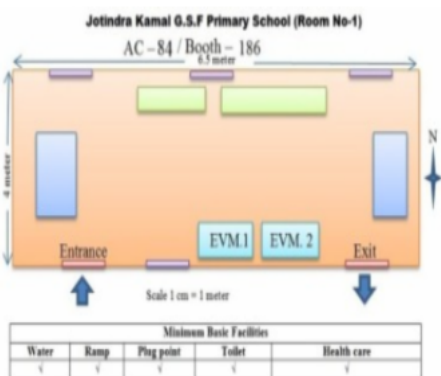 Jotindra Kamal G.S.F Primary School (Room No-1)
AC - 84 / Booth - 186
6.5 meter
4 meter
N
EVM.1 EVM. 2
Entrance Exit
Scale 1 cm = 1 meter
Minimum Basic Facilities
Water Ramp Plug point Toilet Health care
√ √ √ √ √